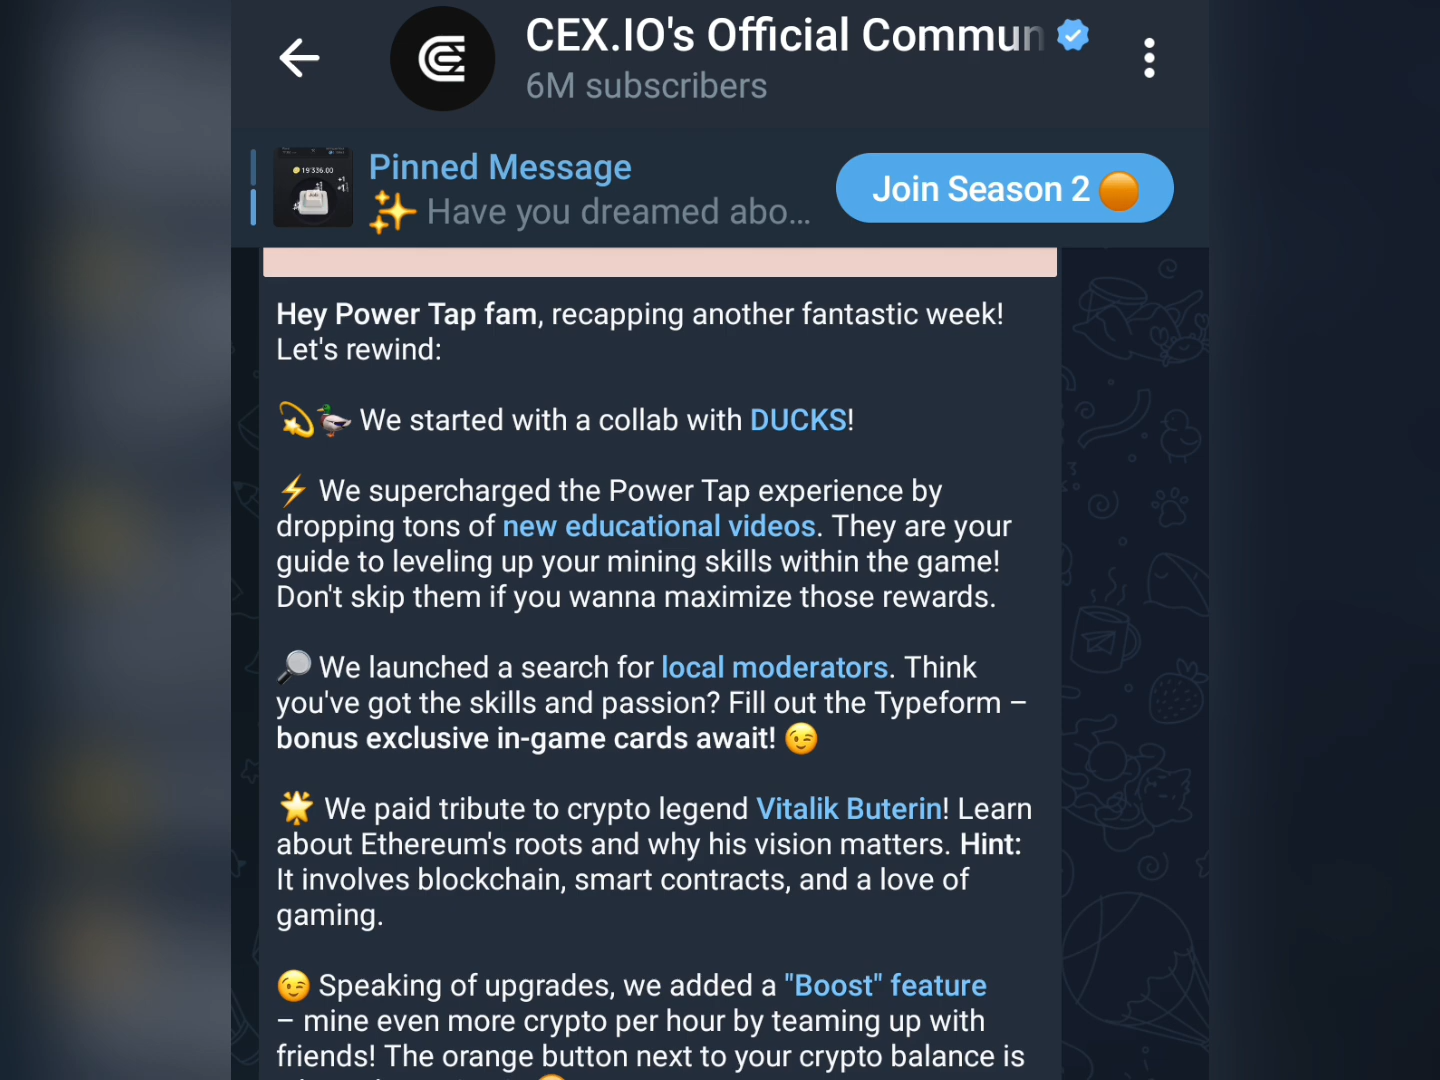 CEX.IO's Official Commun
6M subscribers
19 336.00
+1
+1
Pinned Message
✨ Have you dreamed abo...
Join Season 2 🟠
Hey Power Tap fam, recapping another fantastic week!
Let's rewind:
💫🦆 We started with a collab with DUCKS!
⚡ We supercharged the Power Tap experience by
dropping tons of new educational videos. They are your
guide to leveling up your mining skills within the game!
Don't skip them if you wanna maximize those rewards.
🔎 We launched a search for local moderators. Think
you've got the skills and passion? Fill out the Typeform –
bonus exclusive in-game cards await! 😉
🌟 We paid tribute to crypto legend Vitalik Buterin! Learn
about Ethereum's roots and why his vision matters. Hint:
It involves blockchain, smart contracts, and a love of
gaming.
😉 Speaking of upgrades, we added a "Boost" feature
– mine even more crypto per hour by teaming up with
friends! The orange button next to your crypto balance is